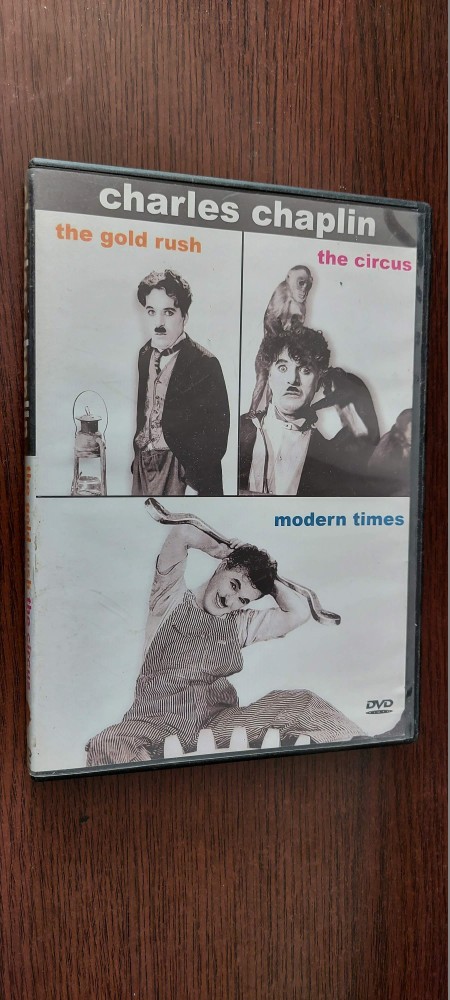 charles chaplin
the gold rush
the circus
modern times
DVD